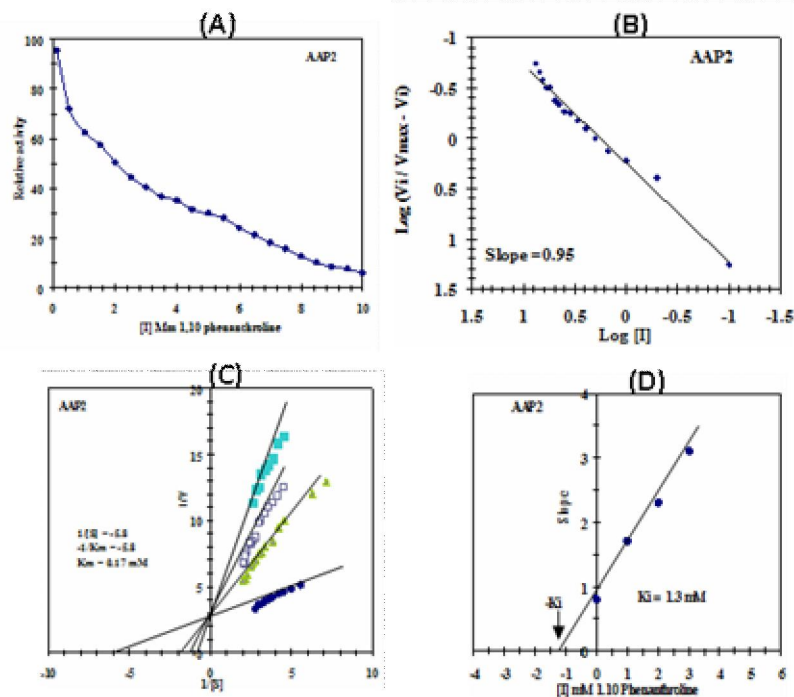 (A)
AAP2
100
80
60
40
20
0
Relative activity
0 2 4 6 8 10
[I] Mm 1,10 phenanthroline
(B)
AAP2
-1
-0.5
0
0.5
1
1.5
Log (Vi / Vmax - Vi)
Slope = 0.95
1.5 1 0.5 0 -0.5 -1 -1.5
Log [I]
(C)
AAP2
20
15
10
5
0
1/V
1/[S] = -5.8
-1/Km = -5.8
Km = 0.17 mM
-10 -5 0 5 10
1/[S]
(D)
AAP2
4
3
2
1
0
Slope
-Ki
Ki = 1.3 mM
-4 -3 -2 -1 0 1 2 3 4
[I] mM 1,10 Phenanthroline